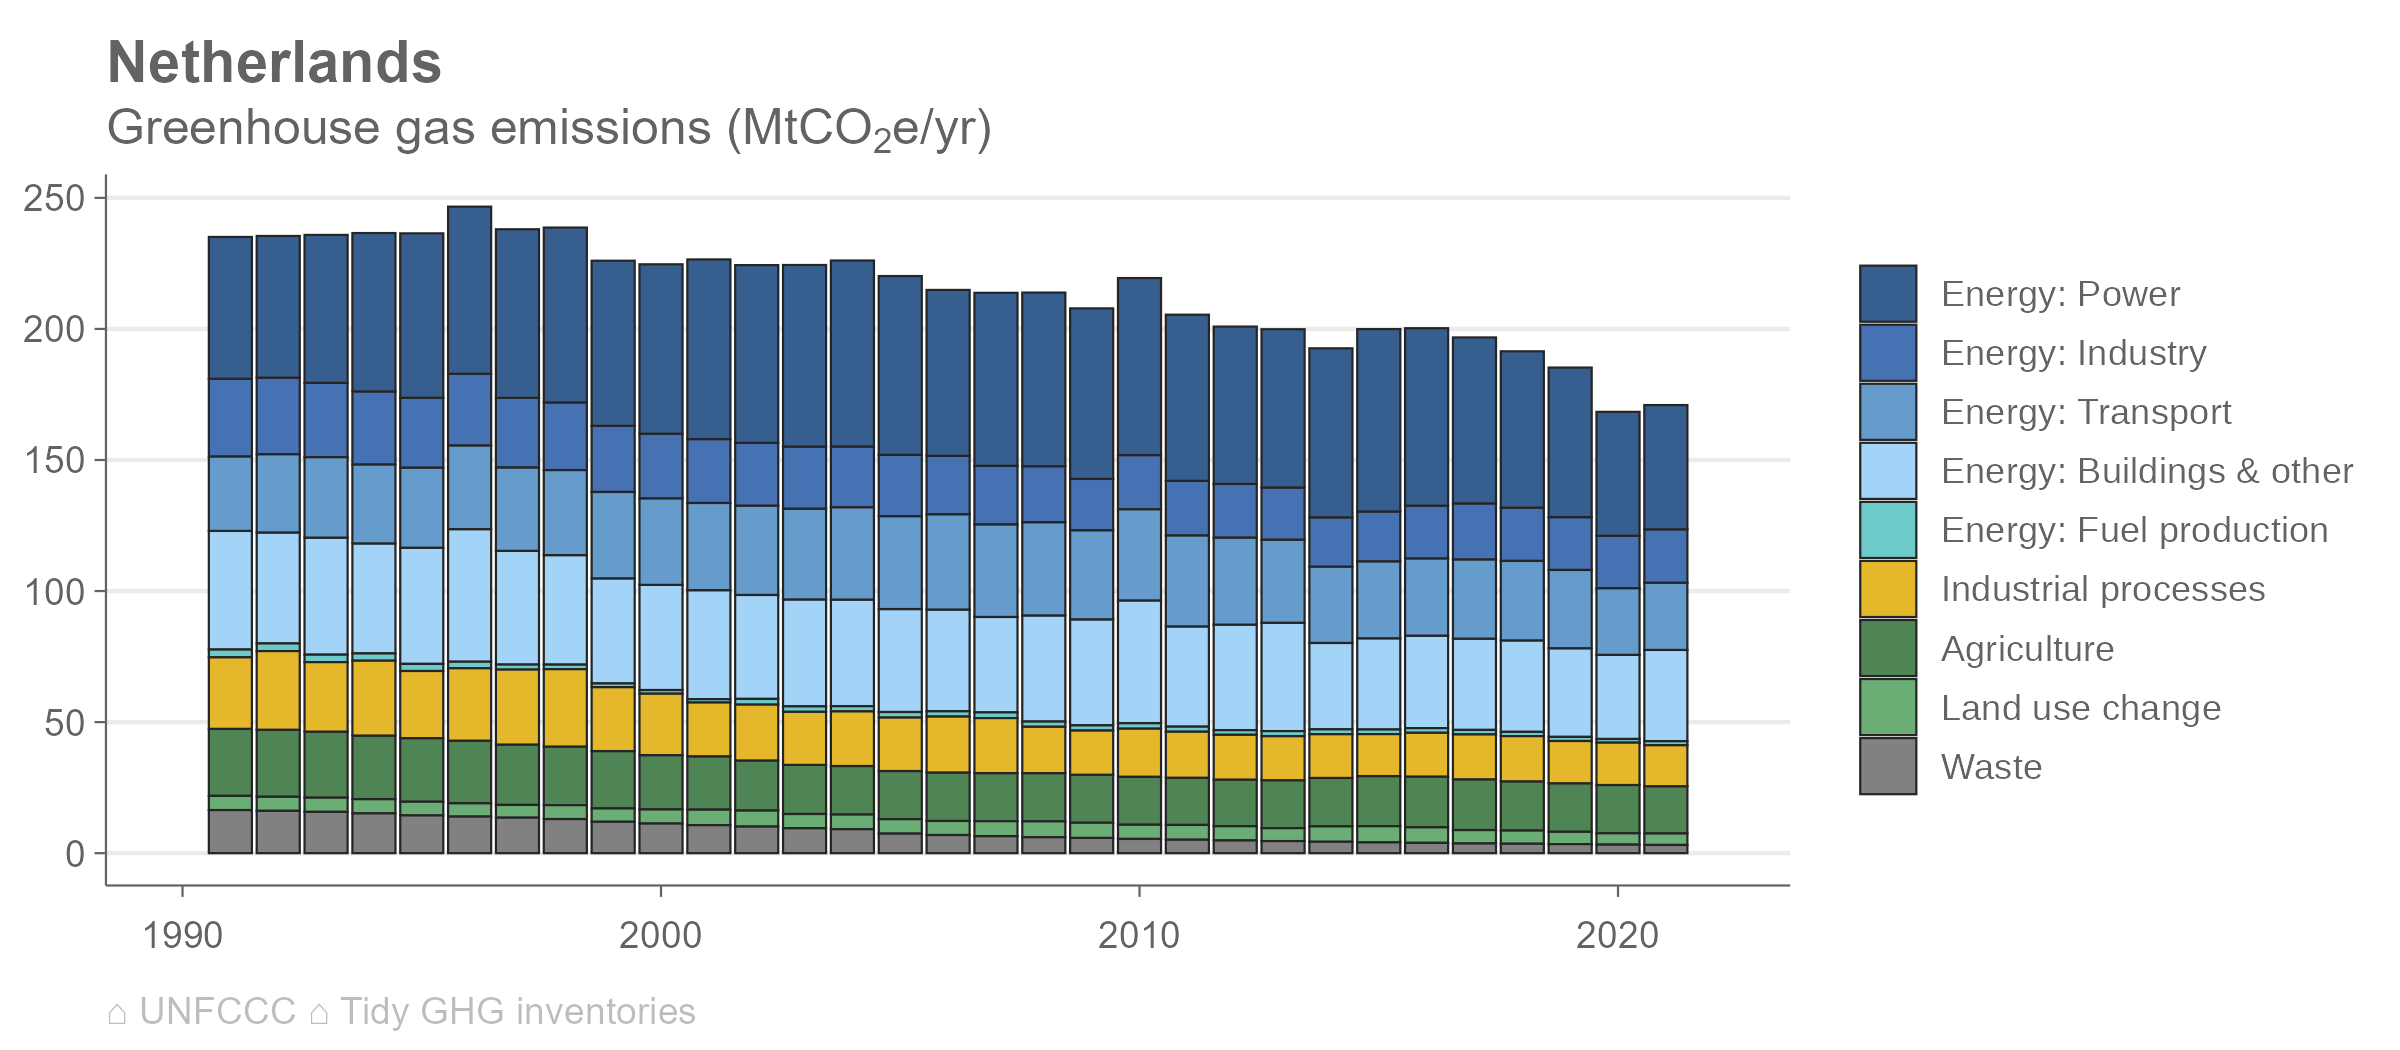 Netherlands
Greenhouse gas emissions (MtCO₂e/yr)
250
200
150
100
50
0
1990 2000 2010 2020
Energy: Power
Energy: Industry
Energy: Transport
Energy: Buildings & other
Energy: Fuel production
Industrial processes
Agriculture
Land use change
Waste
⌂ UNFCCC ⌂ Tidy GHG inventories